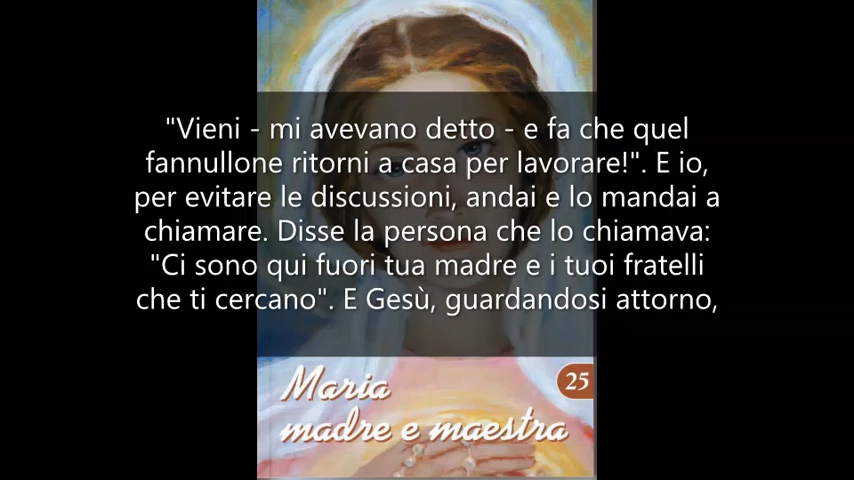 "Vieni - mi avevano detto - e fa che quel
fannullone ritorni a casa per lavorare!". E io,
per evitare le discussioni, andai e lo mandai a
chiamare. Disse la persona che lo chiamava:
"Ci sono qui fuori tua madre e i tuoi fratelli
che ti cercano". E Gesù, guardandosi attorno,
25
Maria
madre e maestra